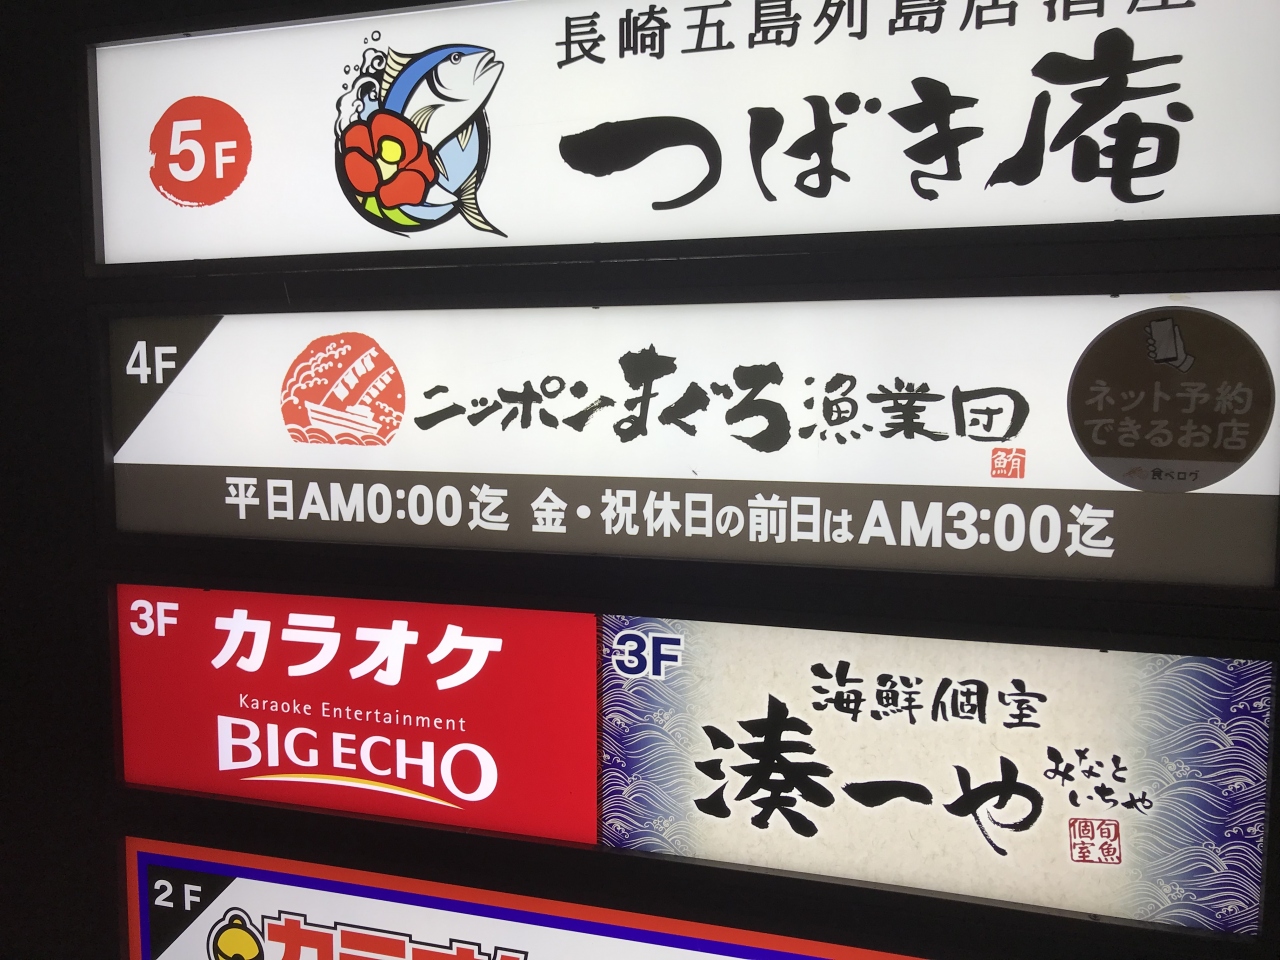 長崎五島列島居酒屋
5F
つばき庵
4F
ニッポンまぐろ漁業団
鮪
ネット予約
できるお店
食べログ
平日AM0:00迄 金・祝休日の前日はAM3:00迄
3F
カラオケ
Karaoke Entertainment
BIG ECHO
3F
海鮮個室
湊一や
みなと
いちや
旬魚
個室
2F
カラオケ